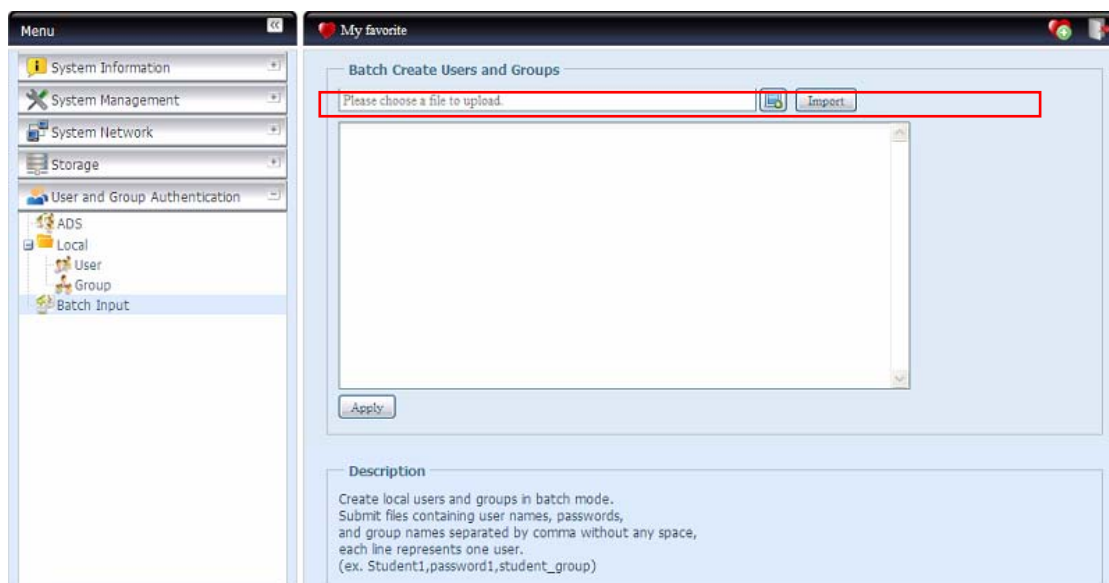 Menu
My favorite
System Information
System Management
System Network
Storage
User and Group Authentication
ADS
Local
User
Group
Batch Input
Batch Create Users and Groups
Please choose a file to upload.
Import
Apply
Description
Create local users and groups in batch mode.
Submit files containing user names, passwords,
and group names separated by comma without any space,
each line represents one user.
(ex. Student1,password1,student_group)